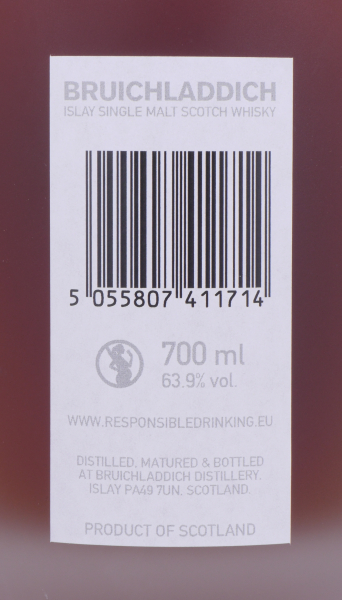 BRUICHLADDICH
ISLAY SINGLE MALT SCOTCH WHISKY
5 055807 411714
700 ml
63.9% vol.
WWW.RESPONSIBLEDRINKING.EU
DISTILLED, MATURED & BOTTLED
AT BRUICHLADDICH DISTILLERY.
ISLAY PA49 7UN, SCOTLAND.
PRODUCT OF SCOTLAND